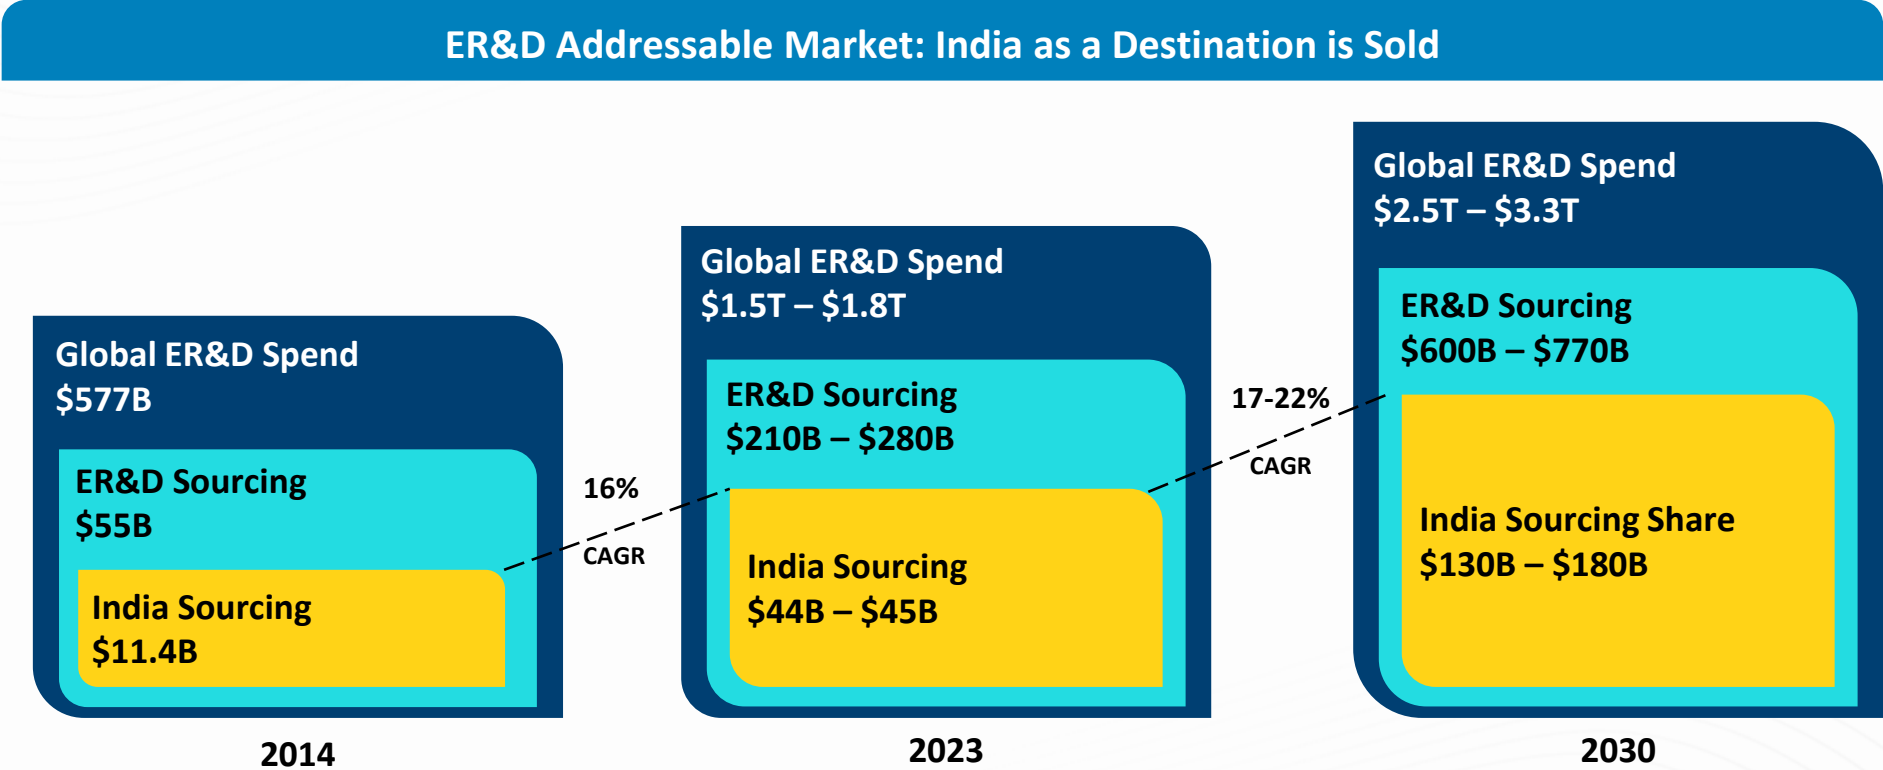 ER&D Addressable Market: India as a Destination is Sold
Global ER&D Spend
$577B
ER&D Sourcing
$55B
India Sourcing
$11.4B
2014
16%
CAGR
Global ER&D Spend
$1.5T – $1.8T
ER&D Sourcing
$210B – $280B
India Sourcing
$44B – $45B
2023
17-22%
CAGR
Global ER&D Spend
$2.5T – $3.3T
ER&D Sourcing
$600B – $770B
India Sourcing Share
$130B – $180B
2030